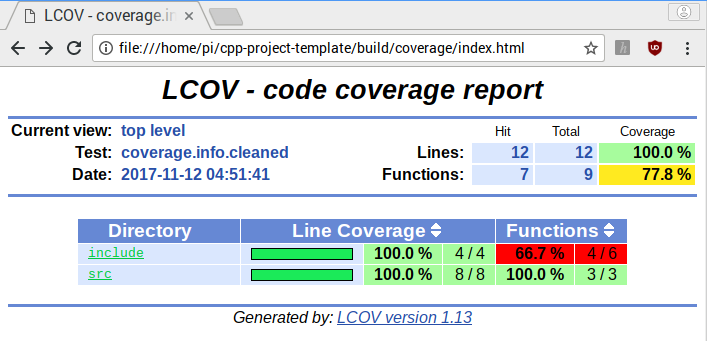 LCOV - coverage.in
file:///home/pi/cpp-project-template/build/coverage/index.html
LCOV - code coverage report
Current view: top level Hit Total Coverage
Test: coverage.info.cleaned Lines: 12 12 100.0 %
Date: 2017-11-12 04:51:41 Functions: 7 9 77.8 %
Directory Line Coverage Functions
include 100.0 % 4 / 4 66.7 % 4 / 6
src 100.0 % 8 / 8 100.0 % 3 / 3
Generated by: LCOV version 1.13